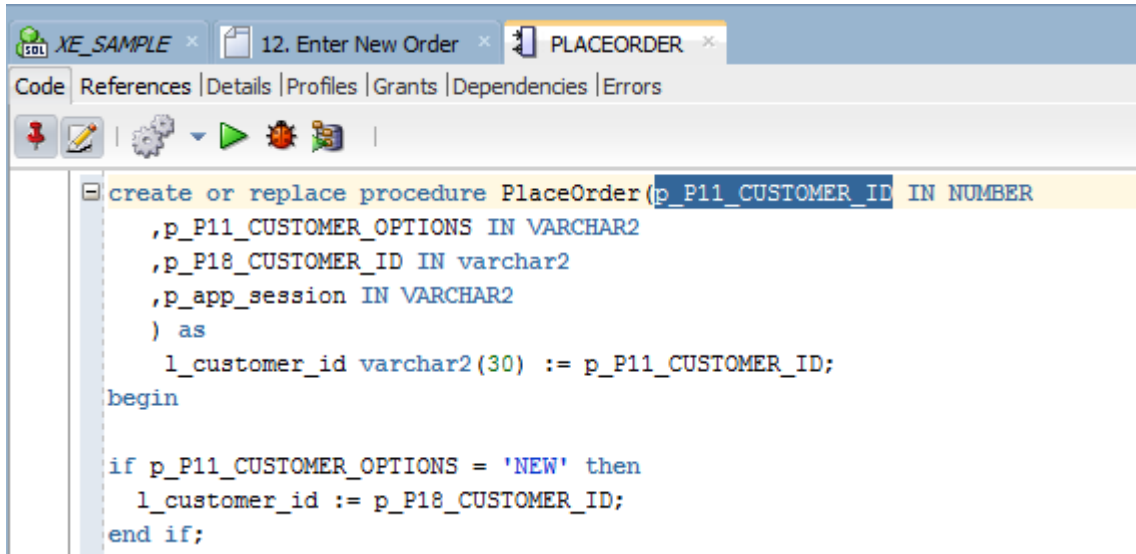 XE_SAMPLE × 12. Enter New Order × PLACEORDER ×
Code References |Details |Profiles |Grants |Dependencies |Errors
create or replace procedure PlaceOrder(p_P11_CUSTOMER_ID IN NUMBER
,p_P11_CUSTOMER_OPTIONS IN VARCHAR2
,p_P18_CUSTOMER_ID IN varchar2
,p_app_session IN VARCHAR2
) as
l_customer_id varchar2(30) := p_P11_CUSTOMER_ID;
begin
if p_P11_CUSTOMER_OPTIONS = 'NEW' then
l_customer_id := p_P18_CUSTOMER_ID;
end if;